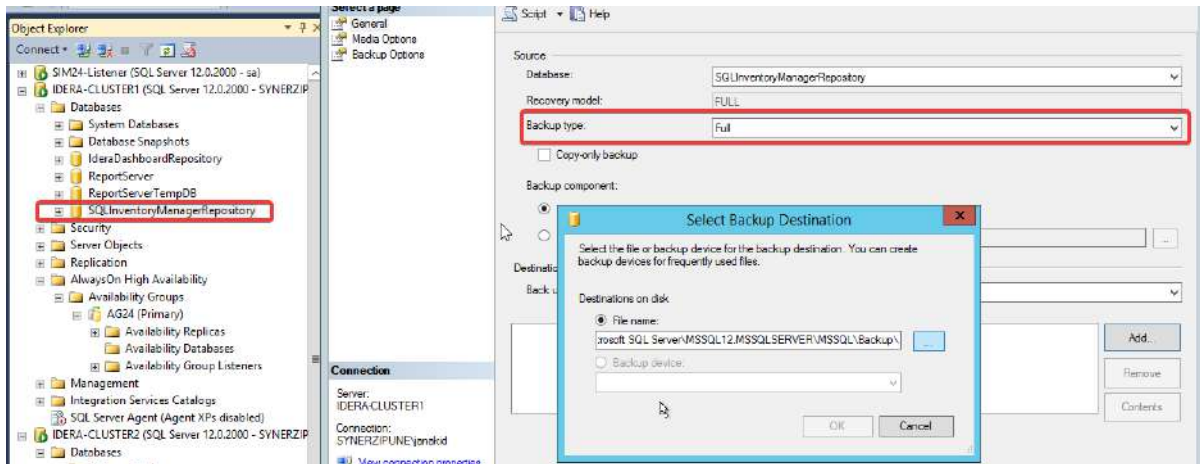 Object Explorer
Connect
SIM24-Listener (SQL Server 12.0.2000 - sa)
IDERA-CLUSTER1 (SQL Server 12.0.2000 - SYNERZIP
Databases
System Databases
Database Snapshots
IderaDashboardRepository
ReportServer
ReportServerTempDB
SQLInventoryManagerRepository
Security
Server Objects
Replication
AlwaysOn High Availability
Availability Groups
AG24 (Primary)
Availability Replicas
Availability Databases
Availability Group Listeners
Management
Integration Services Catalogs
SQL Server Agent (Agent XPs disabled)
IDERA-CLUSTER2 (SQL Server 12.0.2000 - SYNERZIP
Databases
Select a page
General
Media Options
Backup Options
Connection
Server:
IDERA-CLUSTER1
Connection:
SYNERZIPUNE\janakid
View connection properties
Script Help
Source
Database: SQLInventoryManagerRepository
Recovery model: FULL
Backup type: Full
Copy-only backup
Backup component:
Destinatio
Back u
Add...
Remove
Contents
Select Backup Destination
x
Select the file or backup device for the backup destination. You can create
backup devices for frequently used files.
Destinations on disk
File name:
:rosoft SQL Server\MSSQL12.MSSQLSERVER\MSSQL\Backup\ ...
Backup device:
OK Cancel